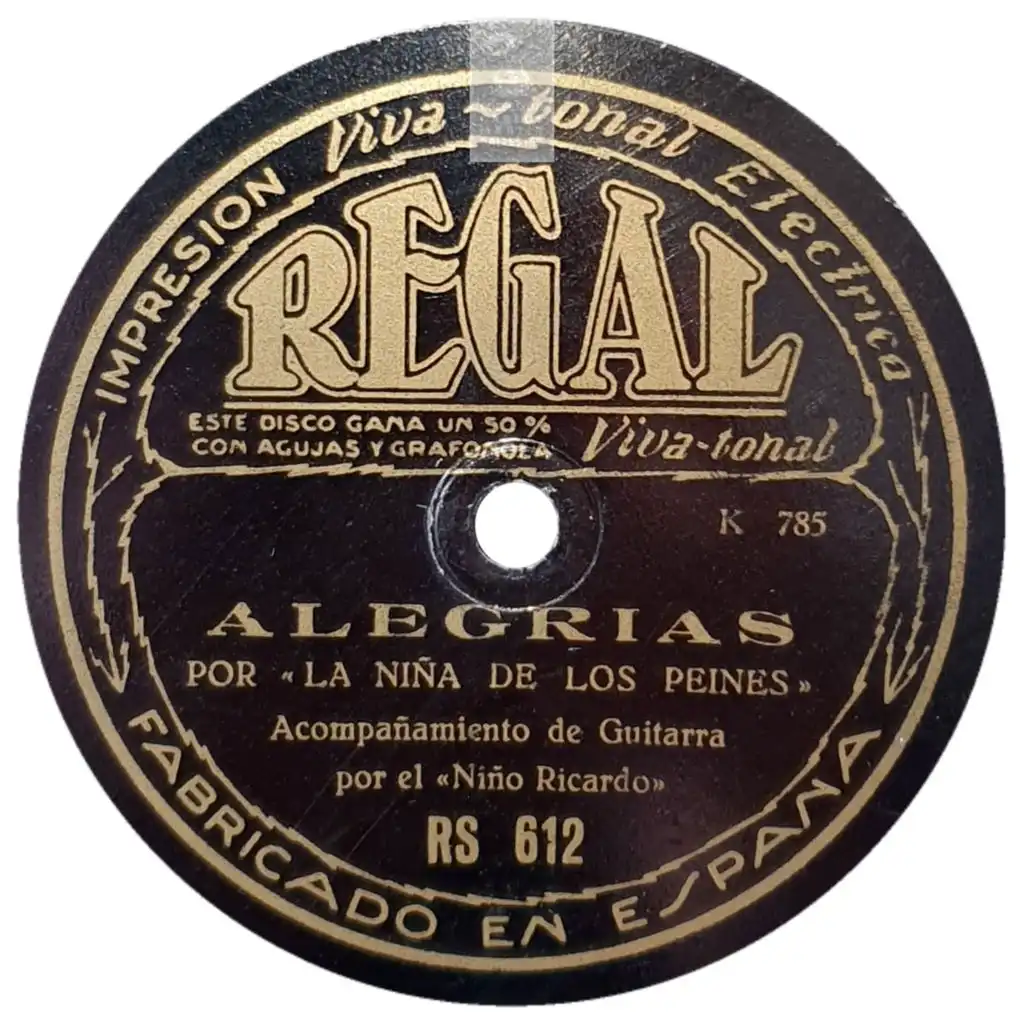 IMPRESION Viva-tonal Electrica
REGAL
ESTE DISCO GANA UN 50 %
CON AGUJAS Y GRAFONOLA Viva-tonal
K 785
ALEGRIAS
POR «LA NIÑA DE LOS PEINES»
Acompañamiento de Guitarra
por el «Niño Ricardo»
RS 612
FABRICADO EN ESPAÑA